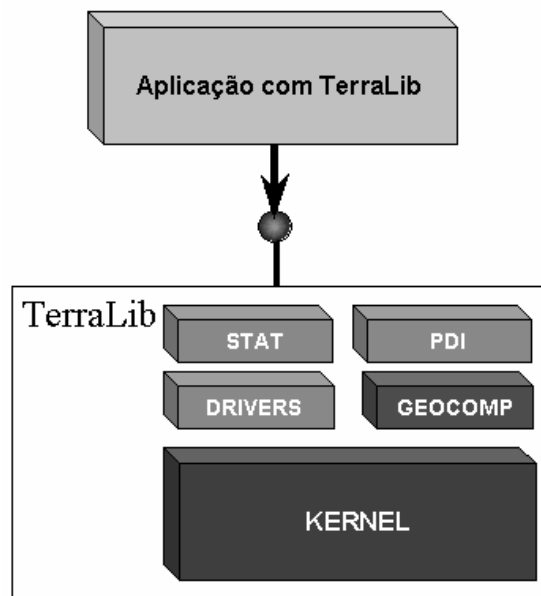 Aplicação com TerraLib
TerraLib
STAT
PDI
DRIVERS
GEOCOMP
KERNEL